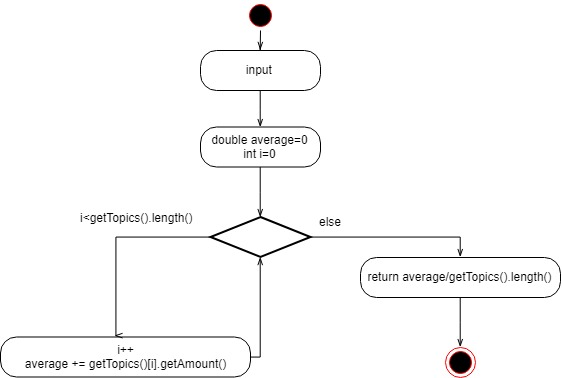 input
double average=0
int i=0
i<getTopics().length()
else
return average/getTopics().length()
i++
average += getTopics()[i].getAmount()